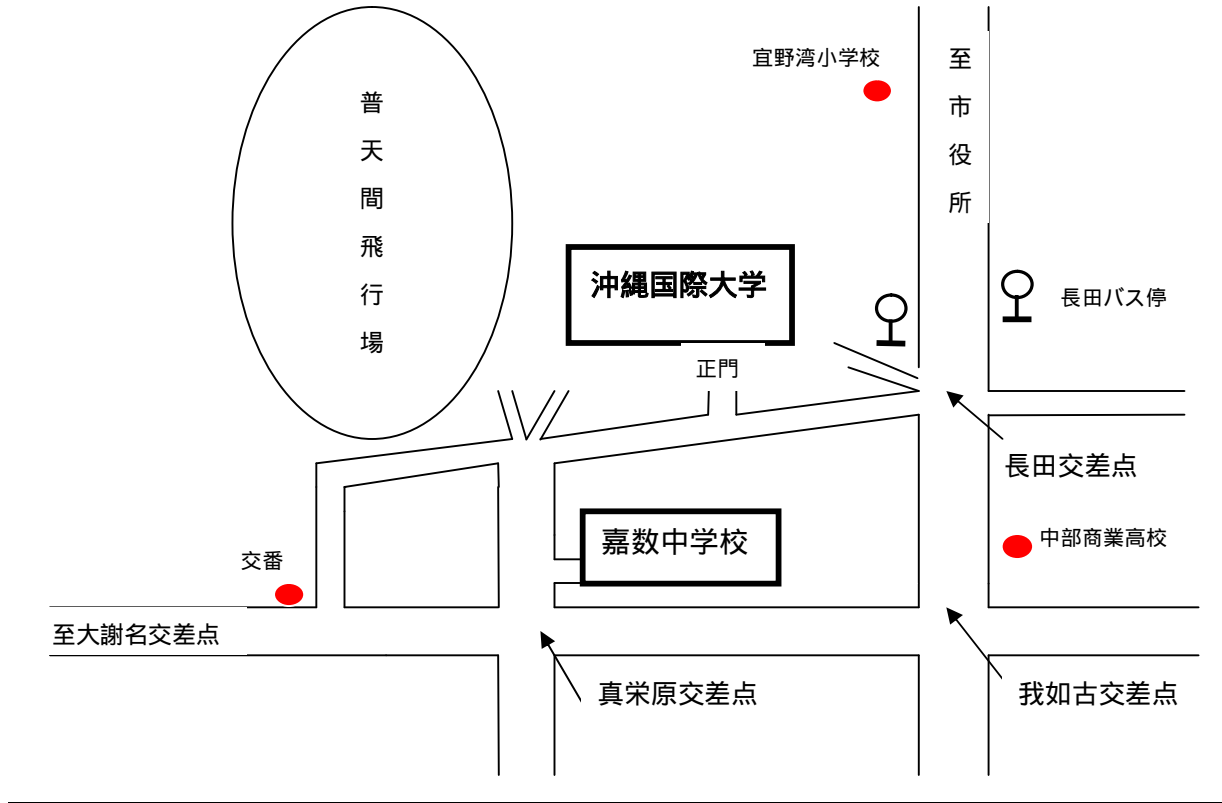 宜野湾小学校
至市役所
普天間飛行場
沖縄国際大学
長田バス停
正門
長田交差点
嘉数中学校
中部商業高校
交番
至大謝名交差点
真栄原交差点
我如古交差点